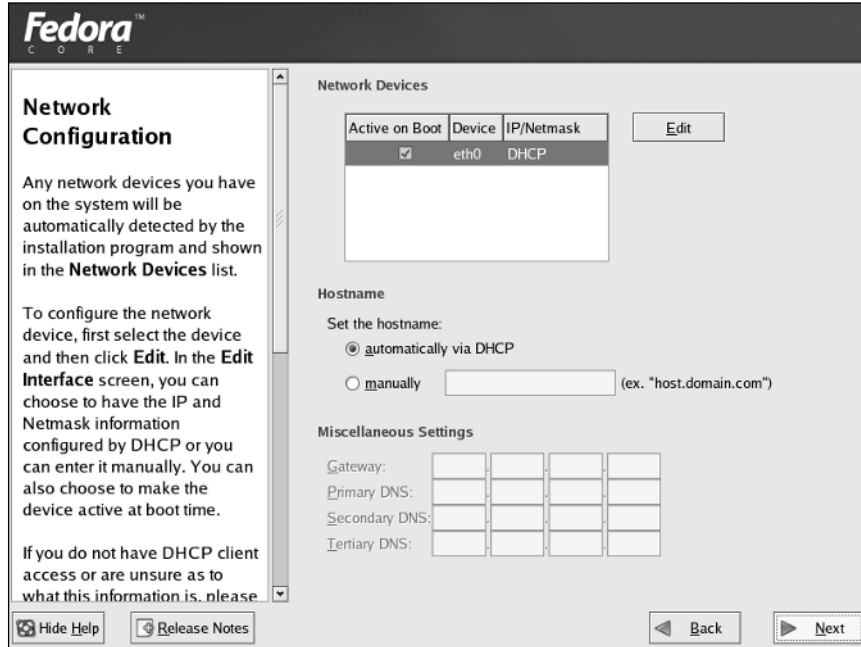 Fedora™
CORE
Network
Configuration
Any network devices you have
on the system will be
automatically detected by the
installation program and shown
in the Network Devices list.
To configure the network
device, first select the device
and then click Edit. In the Edit
Interface screen, you can
choose to have the IP and
Netmask information
configured by DHCP or you
can enter it manually. You can
also choose to make the
device active at boot time.
If you do not have DHCP client
access or are unsure as to
what this information is, please
Network Devices
Active on Boot Device IP/Netmask
eth0 DHCP
Edit
Hostname
Set the hostname:
automatically via DHCP
manually (ex. "host.domain.com")
Miscellaneous Settings
Gateway:
Primary DNS:
Secondary DNS:
Tertiary DNS:
Hide Help Release Notes Back Next